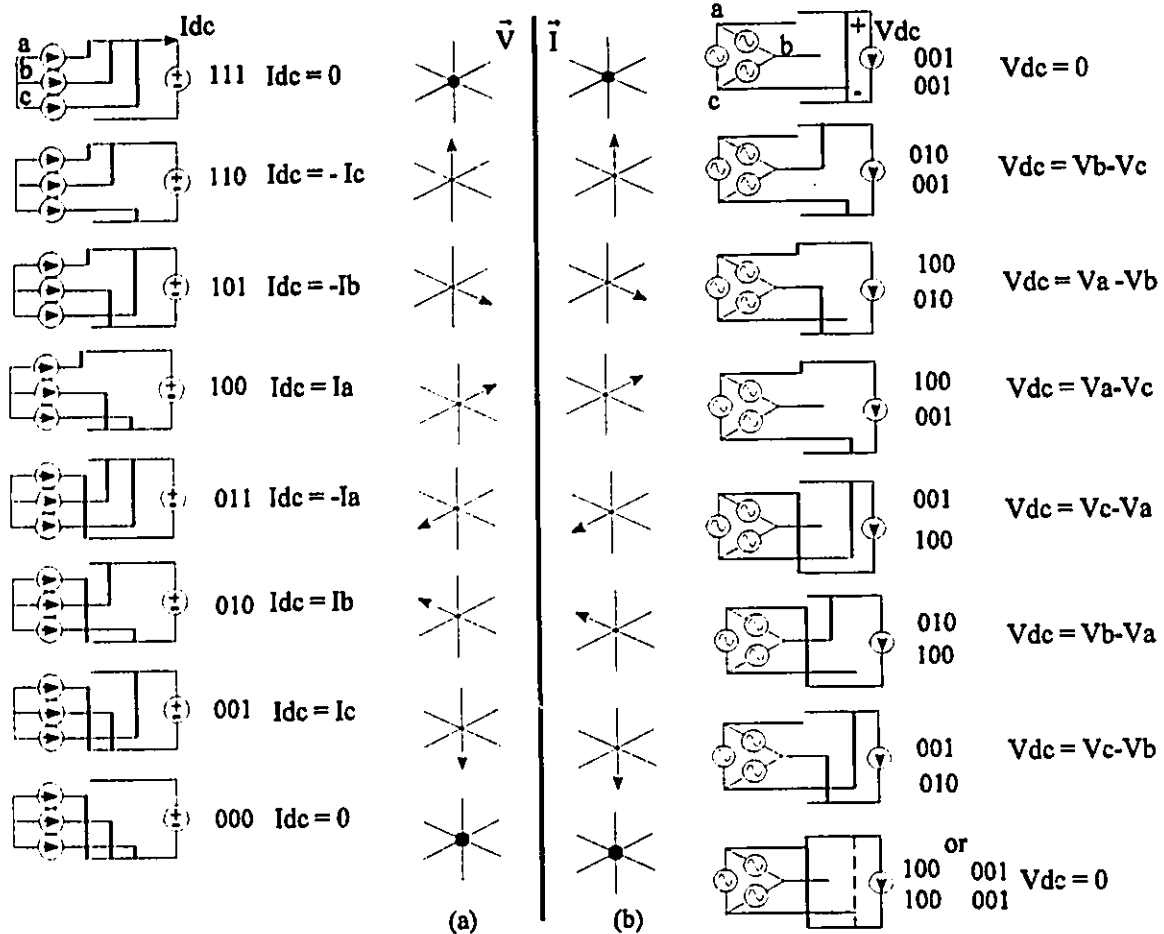 Idc
a
b
c
111 Idc = 0
110 Idc = - Ic
101 Idc = -Ib
100 Idc = Ia
011 Idc = -Ia
010 Idc = Ib
001 Idc = Ic
000 Idc = 0
V
(a)
I
(b)
a
b
c
+
-
Vdc
001
001
Vdc = 0
010
001
Vdc = Vb-Vc
100
010
Vdc = Va -Vb
100
001
Vdc = Va-Vc
001
100
Vdc = Vc-Va
010
100
Vdc = Vb-Va
001
010
Vdc = Vc-Vb
or
100 001
100 001
Vdc = 0